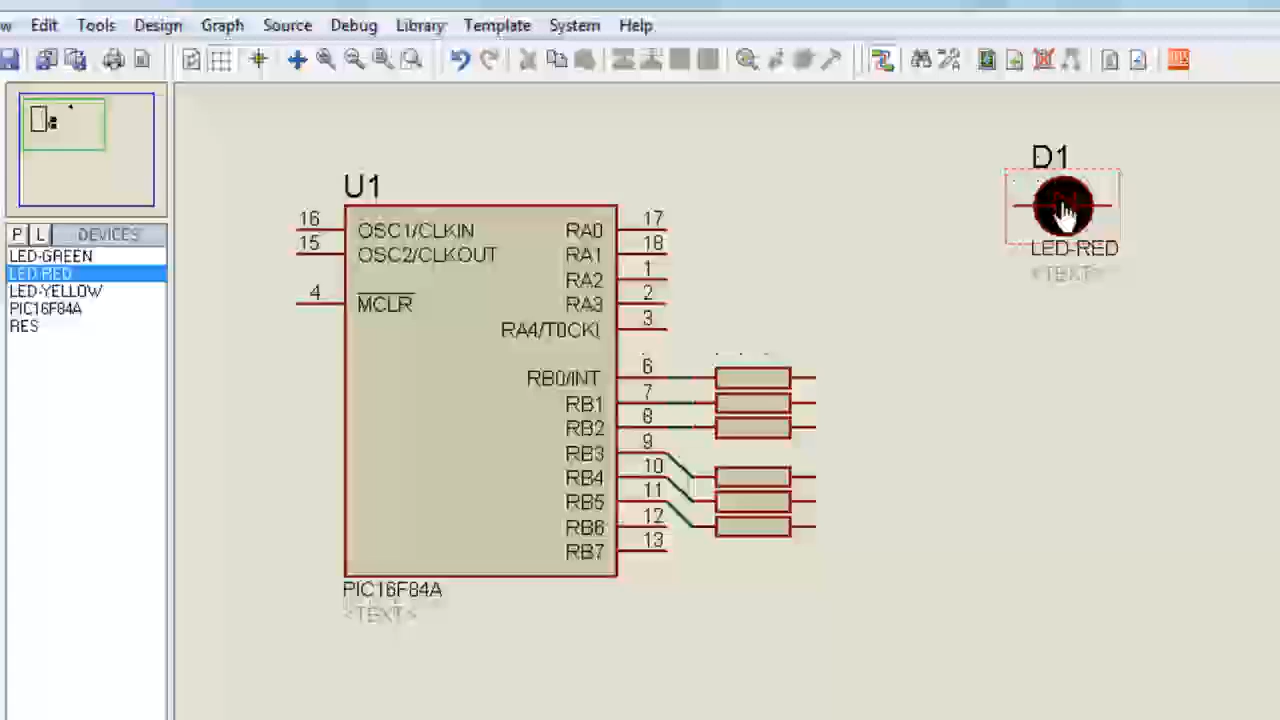 w Edit Tools Design Graph Source Debug Library Template System Help
P L DEVICES
LED-GREEN
LED-RED
LED-YELLOW
PIC16F84A
RES
U1
16 OSC1/CLKIN RA0 17
15 OSC2/CLKOUT RA1 18
RA2 1
4 MCLR RA3 2
RA4/T0CKI 3
RB0/INT 6
RB1 7
RB2 8
RB3 9
RB4 10
RB5 11
RB6 12
RB7 13
PIC16F84A
<TEXT>
D1
LED-RED
<TEXT>